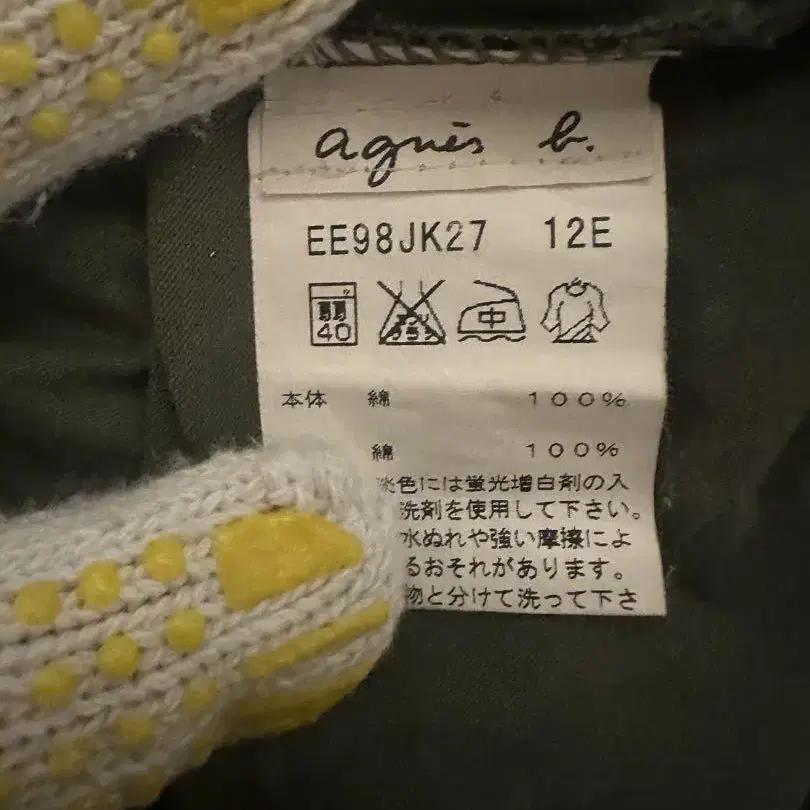 agnès b.
EE98JK27 12E
40 中
本体 綿 100%
綿 100%
淡色には蛍光増白剤の入
洗剤を使用して下さい。
水ぬれや強い摩擦によ
るおそれがあります。
物と分けて洗って下さ